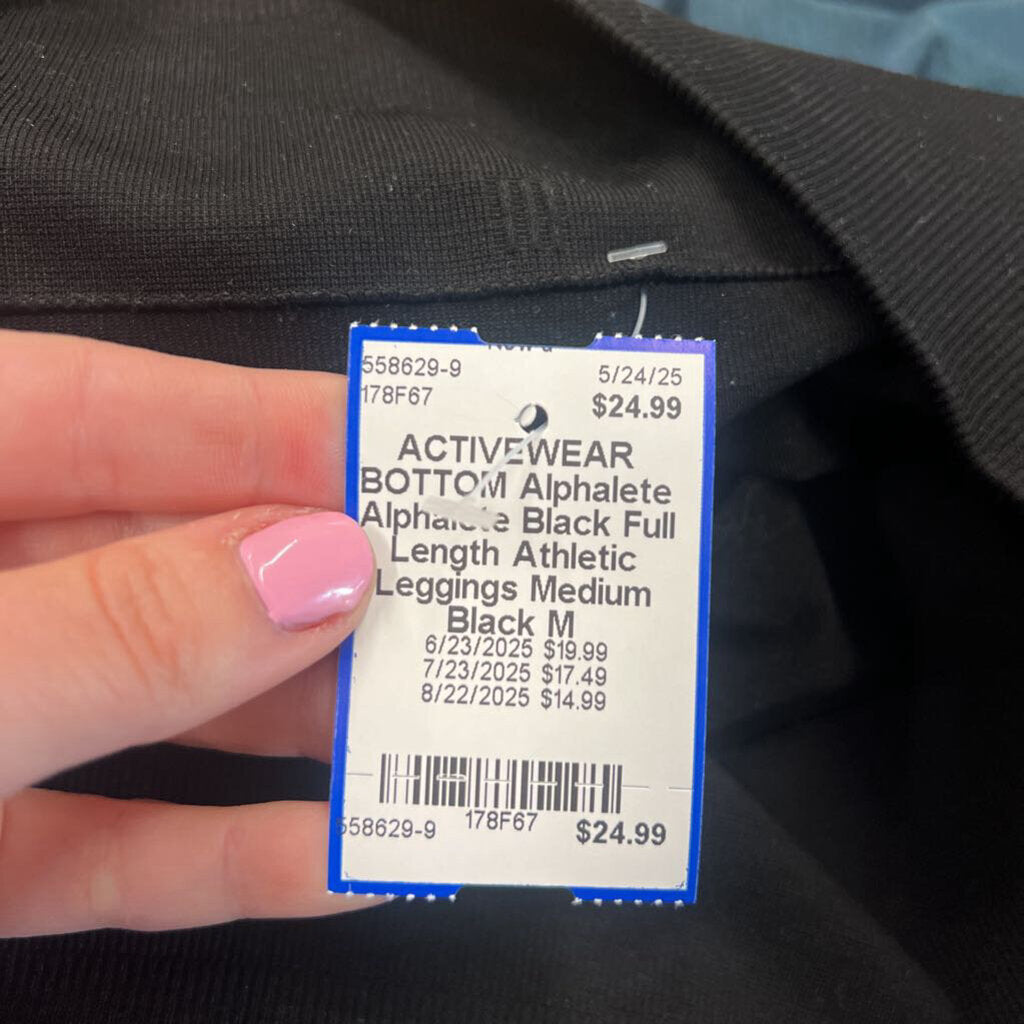 558629-9 5/24/25
178F67 $24.99
ACTIVEWEAR
BOTTOM Alphalete
Alphalete Black Full
Length Athletic
Leggings Medium
Black M
6/23/2025 $19.99
7/23/2025 $17.49
8/22/2025 $14.99
558629-9 178F67 $24.99